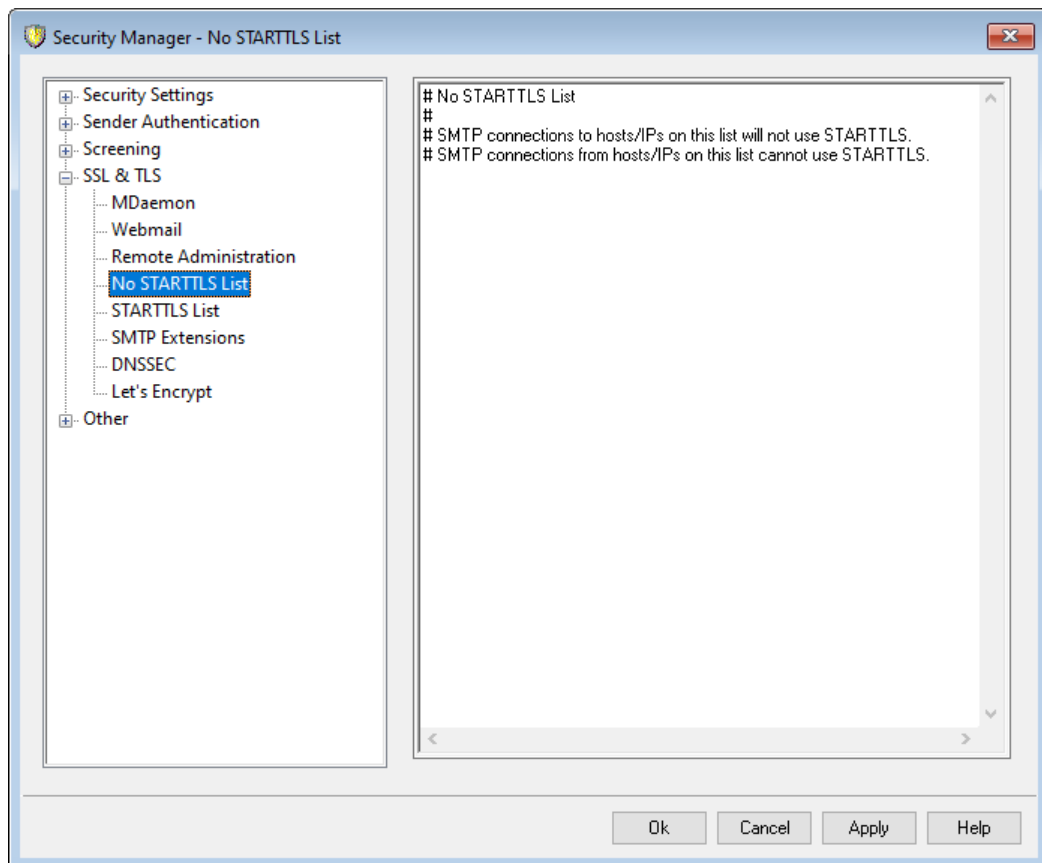 Security Manager - No STARTTLS List
Security Settings
Sender Authentication
Screening
SSL & TLS
MDaemon
Webmail
Remote Administration
No STARTTLS List
STARTTLS List
SMTP Extensions
DNSSEC
Let's Encrypt
Other
# No STARTTLS List
#
# SMTP connections to hosts/IPs on this list will not use STARTTLS.
# SMTP connections from hosts/IPs on this list cannot use STARTTLS.
Ok
Cancel
Apply
Help